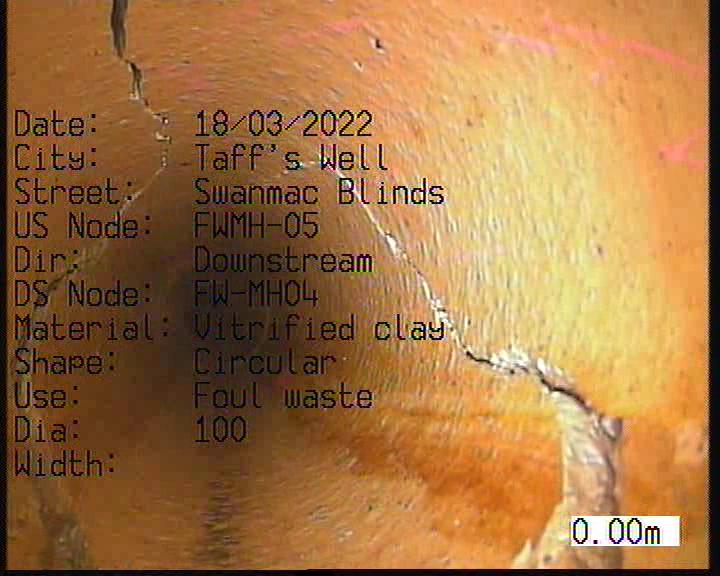 Date: 18/03/2022
City: Taff's Well
Street: Swanmac Blinds
US Node: FWMH-05
Dir: Downstream
DS Node: FW-MH04
Material: Vitrified clay
Shape: Circular
Use: Foul waste
Dia: 100
Width:
0.00m